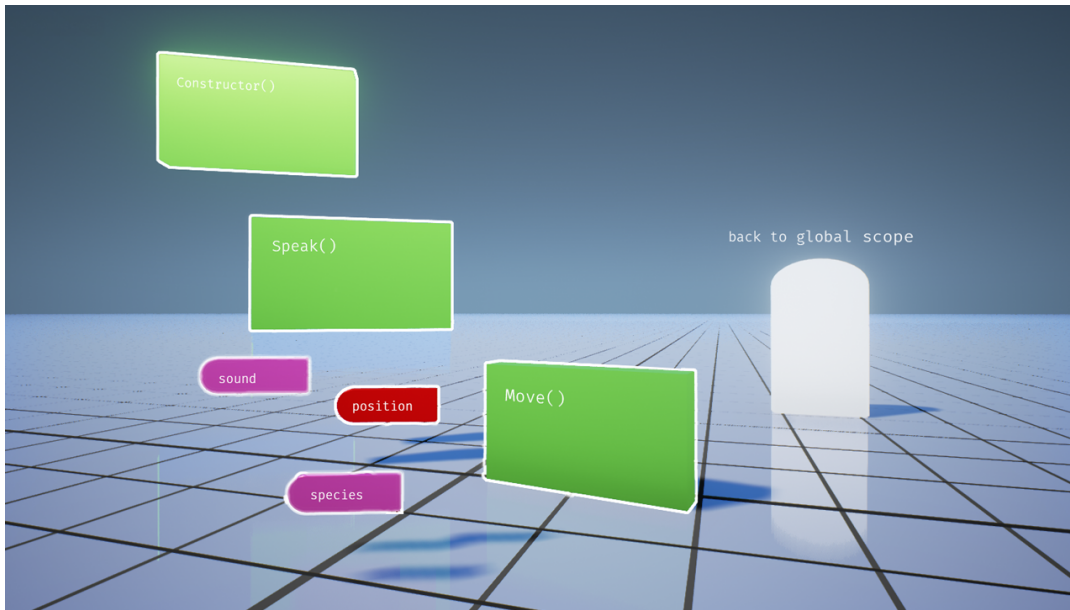 Constructor()
Speak()
back to global scope
sound
position
Move()
species